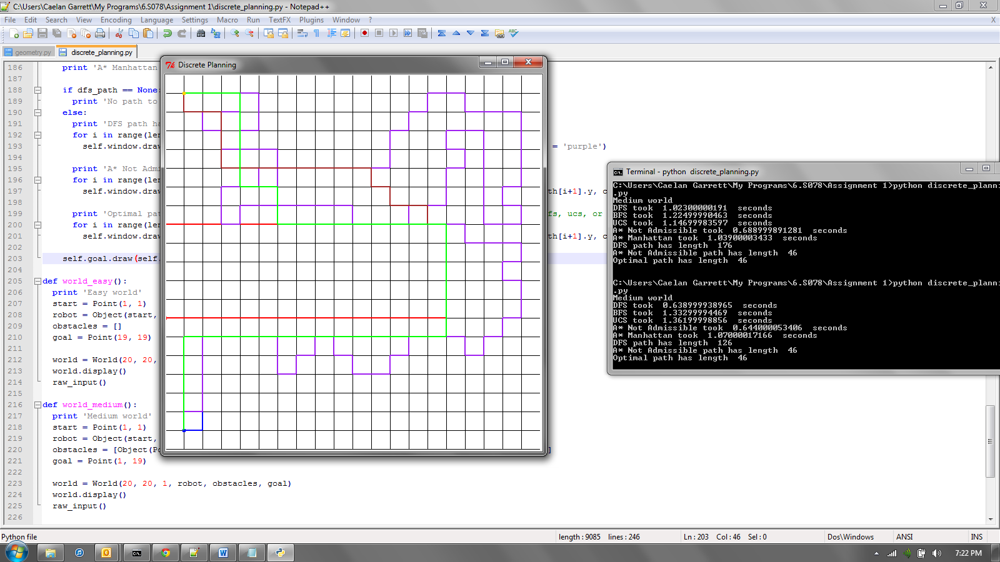 C:\Users\Caelan Garrett\My Programs\6.S078\Assignment 1\discrete_planning.py - Notepad++
File Edit Search View Encoding Language Settings Macro Run TextFX Plugins Window ? X
geometry.py discrete_planning.py
186 print 'A* Manhattan
187
188 if dfs_path == None:
189 print 'No path to
190 else:
191 print 'DFS path ha
192 for i in range(len
193 self.window.draw = 'purple')
194
195 print 'A* Not Admi
196 for i in range(len
197 self.window.draw th[i+1].y, c
198
199 print 'Optimal pat fs, ucs, or
200 for i in range(len
201 self.window.draw th[i+1].y, c
202
203 self.goal.draw(self.
204
205 def world_easy():
206 print 'Easy world'
207 start = Point(1, 1)
208 robot = Object(start,
209 obstacles = []
210 goal = Point(19, 19)
211
212 world = World(20, 20,
213 world.display()
214 raw_input()
215
216 def world_medium():
217 print 'Medium world'
218 start = Point(1, 1)
219 robot = Object(start,
220 obstacles = [Object(Po ]
221 goal = Point(1, 19)
222
223 world = World(20, 20, 1, robot, obstacles, goal)
224 world.display()
225 raw_input()
226
Discrete Planning
Terminal - python discrete_planning.py
C:\Users\Caelan Garrett\My Programs\6.S078\Assignment 1>python discrete_planni
.py
Medium world
DFS took 1.02300000191 seconds
BFS took 1.22499990463 seconds
UCS took 1.14699983597 seconds
A* Not Admissible took 0.688999891281 seconds
A* Manhattan took 1.03900003433 seconds
DFS path has length 176
A* Not Admissible path has length 46
Optimal path has length 46
C:\Users\Caelan Garrett\My Programs\6.S078\Assignment 1>python discrete_planni
.py
Medium world
DFS took 0.638999938965 seconds
BFS took 1.33299994469 seconds
UCS took 1.36199998856 seconds
A* Not Admissible took 0.644000053406 seconds
A* Manhattan took 1.07000017166 seconds
DFS path has length 126
A* Not Admissible path has length 46
Optimal path has length 46
Python file length : 9085 lines : 246 Ln : 203 Col : 46 Sel : 0 Dos\Windows ANSI INS
7:22 PM